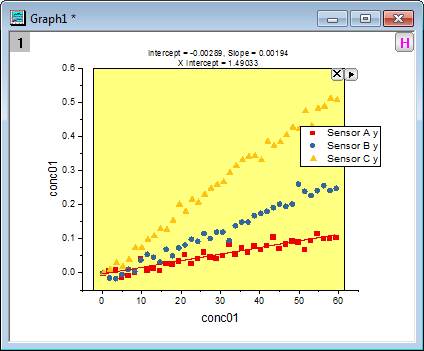 Graph1 *
1
H
Intercept = -0.00289, Slope = 0.00194
X Intercept = 1.49033
0.6
0.5
0.4
0.3
0.2
0.1
0.0
conc01
Sensor A y
Sensor B y
Sensor C y
0 10 20 30 40 50 60
conc01